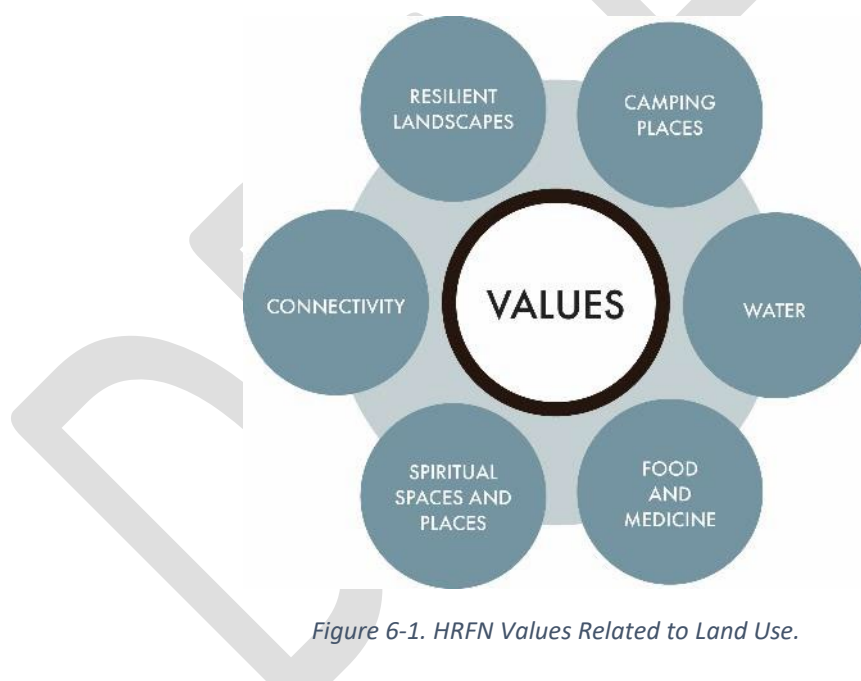 RESILIENT
LANDSCAPES
CAMPING
PLACES
CONNECTIVITY
VALUES
WATER
SPIRITUAL
SPACES AND
PLACES
FOOD
AND
MEDICINE
Figure 6-1. HRFN Values Related to Land Use.